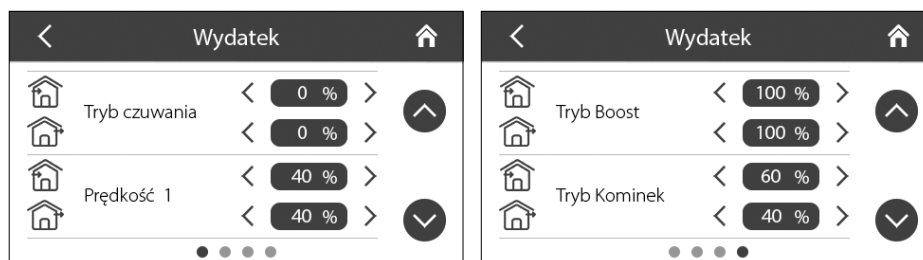 Wydatek
Tryb czuwania
0 %
0 %
Prędkość 1
40 %
40 %
Wydatek
Tryb Boost
100 %
100 %
Tryb Kominek
60 %
40 %